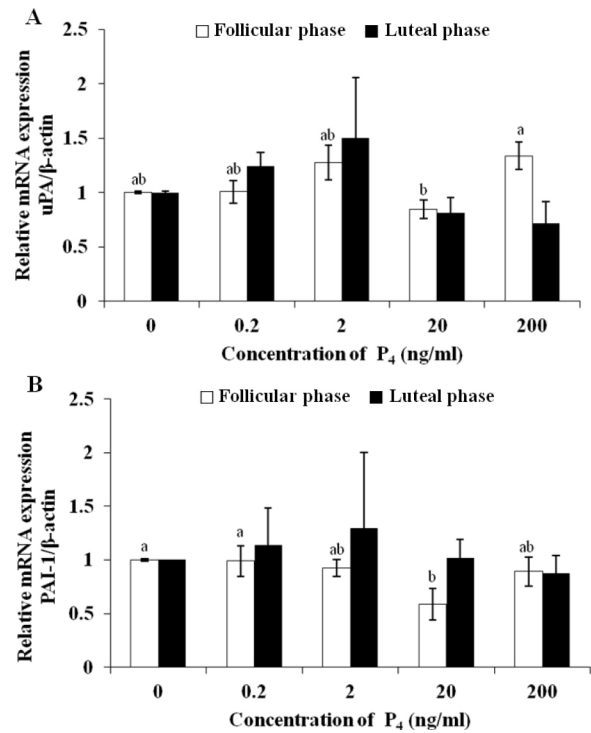 A
Follicular phase Luteal phase
Relative mRNA expression
uPA/β-actin
2.5
2
1.5
1
0.5
0
ab ab ab b a
0 0.2 2 20 200
Concentration of P₄ (ng/ml)
B
Follicular phase Luteal phase
Relative mRNA expression
PAI-1/β-actin
2.5
2
1.5
1
0.5
0
a a ab b ab
0 0.2 2 20 200
Concentration of P₄ (ng/ml)